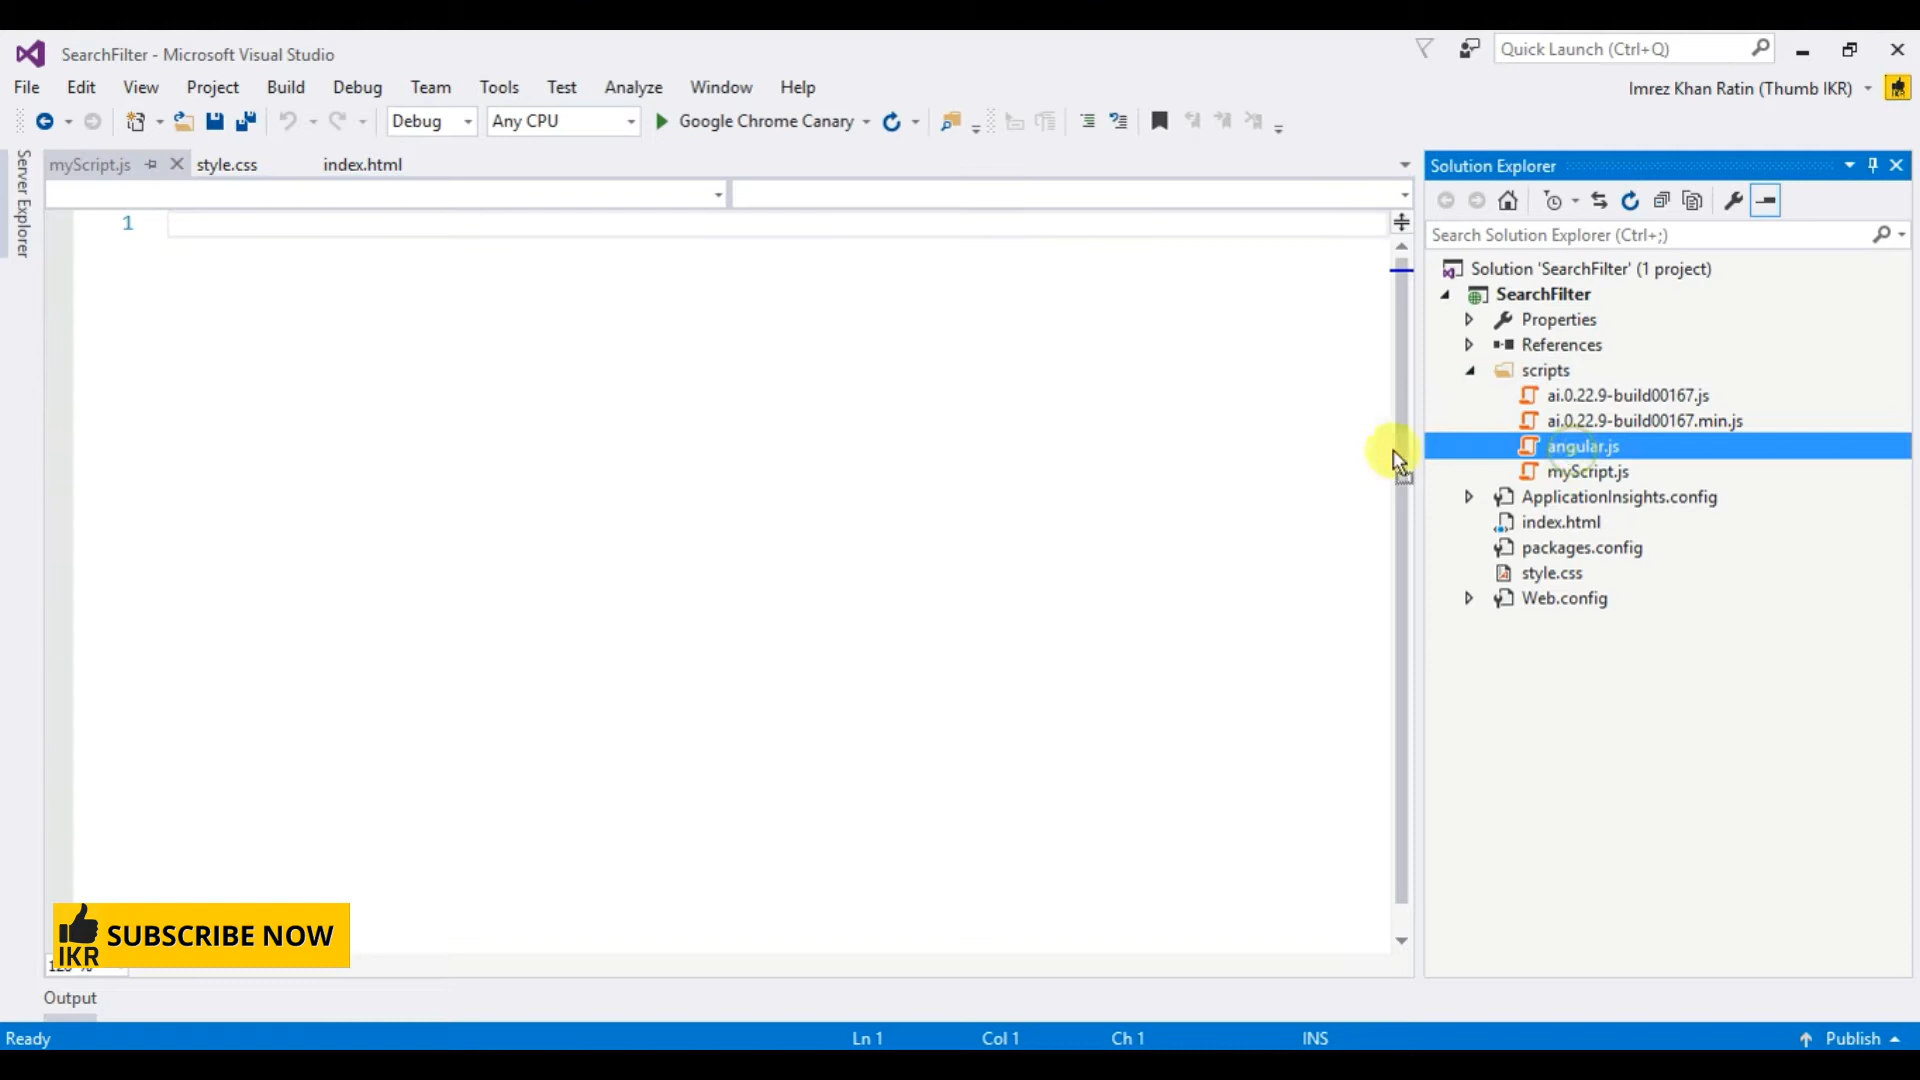 SearchFilter - Microsoft Visual Studio
Quick Launch (Ctrl+Q)
File Edit View Project Build Debug Team Tools Test Analyze Window Help
Imrez Khan Ratin (Thumb IKR)
Debug Any CPU Google Chrome Canary
Server Explorer
myScript.js style.css index.html
1
Solution Explorer
Search Solution Explorer (Ctrl+;)
Solution 'SearchFilter' (1 project)
SearchFilter
Properties
References
scripts
ai.0.22.9-build00167.js
ai.0.22.9-build00167.min.js
angular.js
myScript.js
ApplicationInsights.config
index.html
packages.config
style.css
Web.config
IKR SUBSCRIBE NOW
Output
Ready Ln 1 Col 1 Ch 1 INS Publish